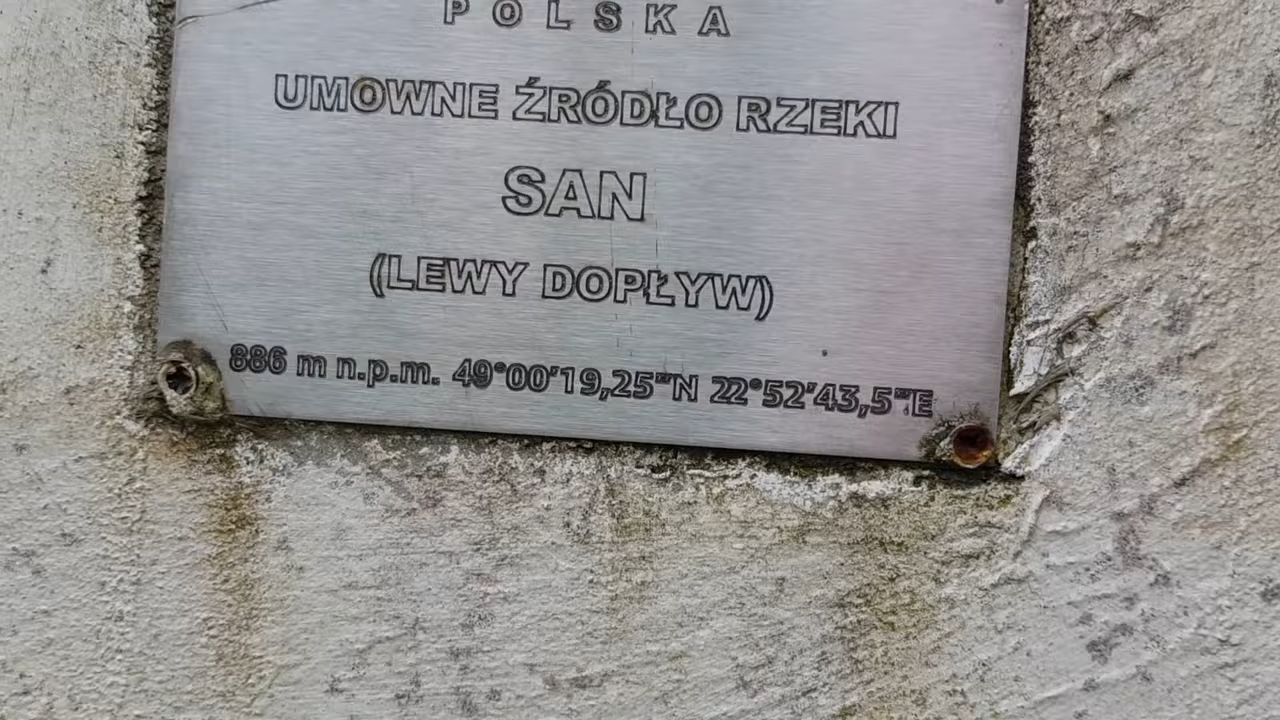 POLSKA
UMOWNE ŹRÓDŁO RZEKI
SAN
(LEWY DOPŁYW)
886 m n.p.m. 49°00'19,25"N 22°52'43,5"E